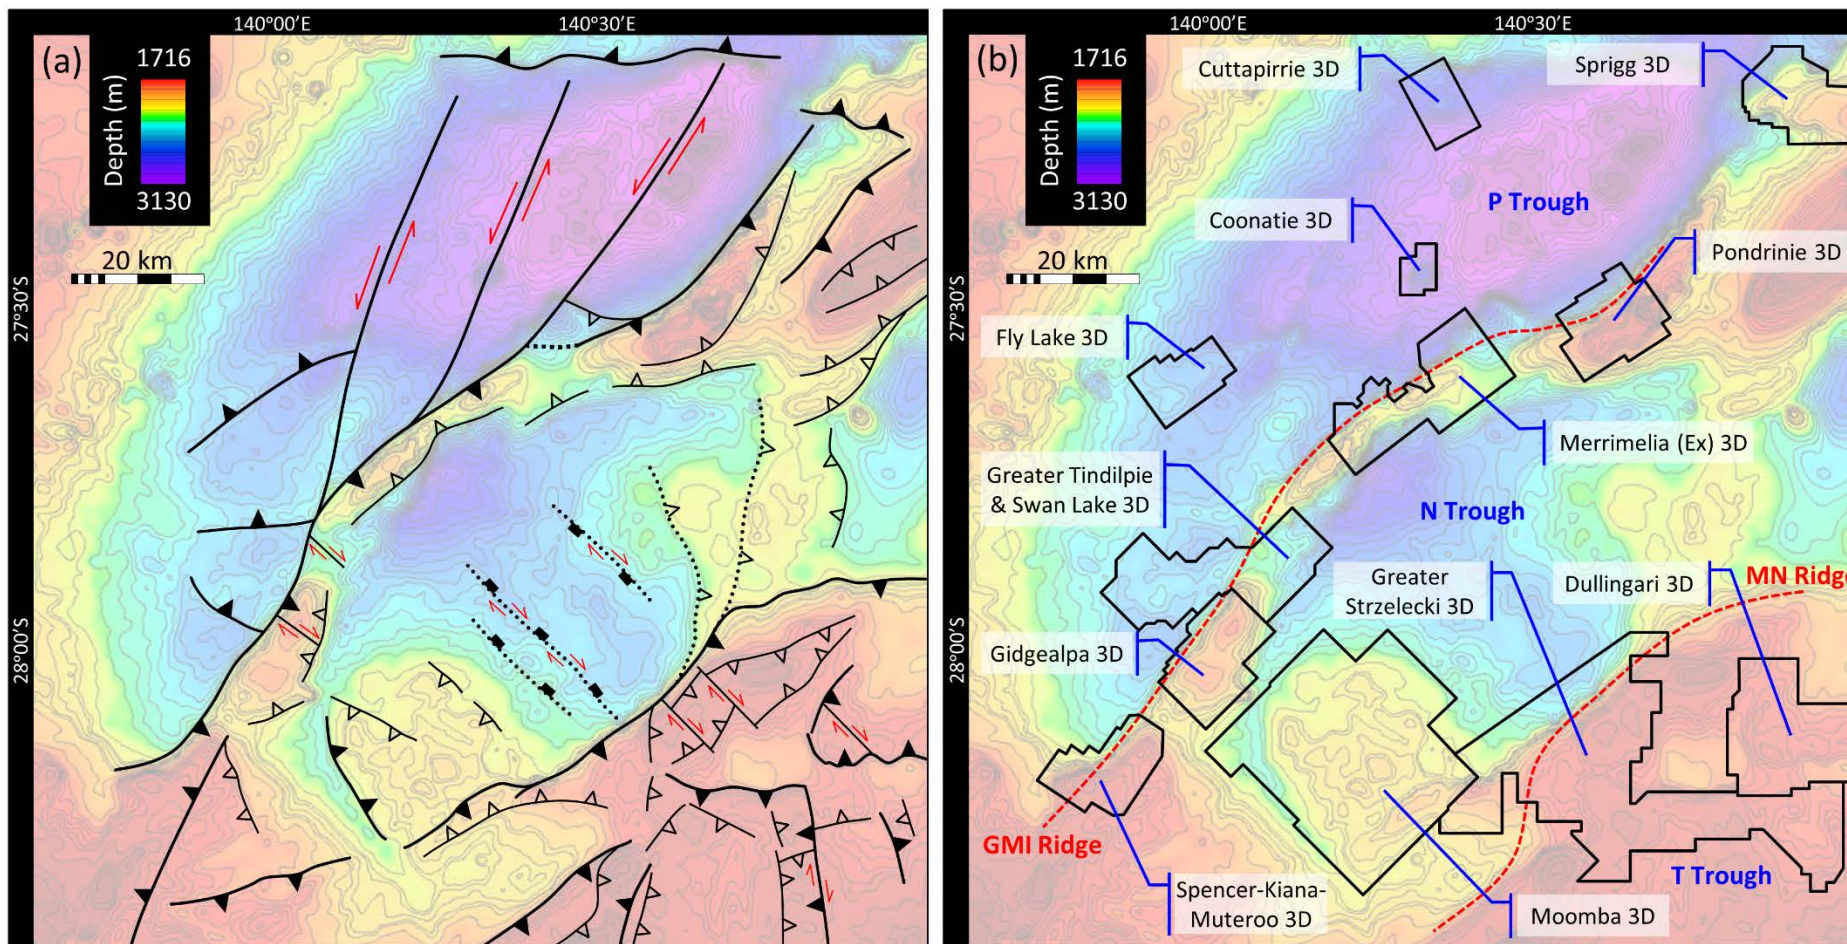 140°00'E
140°30'E
(a)
1716
Depth (m)
3130
20 km
27°30'S
28°00'S
140°00'E
140°30'E
(b)
1716
Depth (m)
3130
20 km
27°30'S
28°00'S
Cuttapirrie 3D
Sprigg 3D
P Trough
Coonatie 3D
Pondrinie 3D
Fly Lake 3D
Merrimelia (Ex) 3D
Greater Tindilpie
& Swan Lake 3D
N Trough
Greater
Strzelecki 3D
Dullingari 3D
MN Ridge
Gidgealpa 3D
GMI Ridge
T Trough
Spencer-Kiana-
Muteroo 3D
Moomba 3D